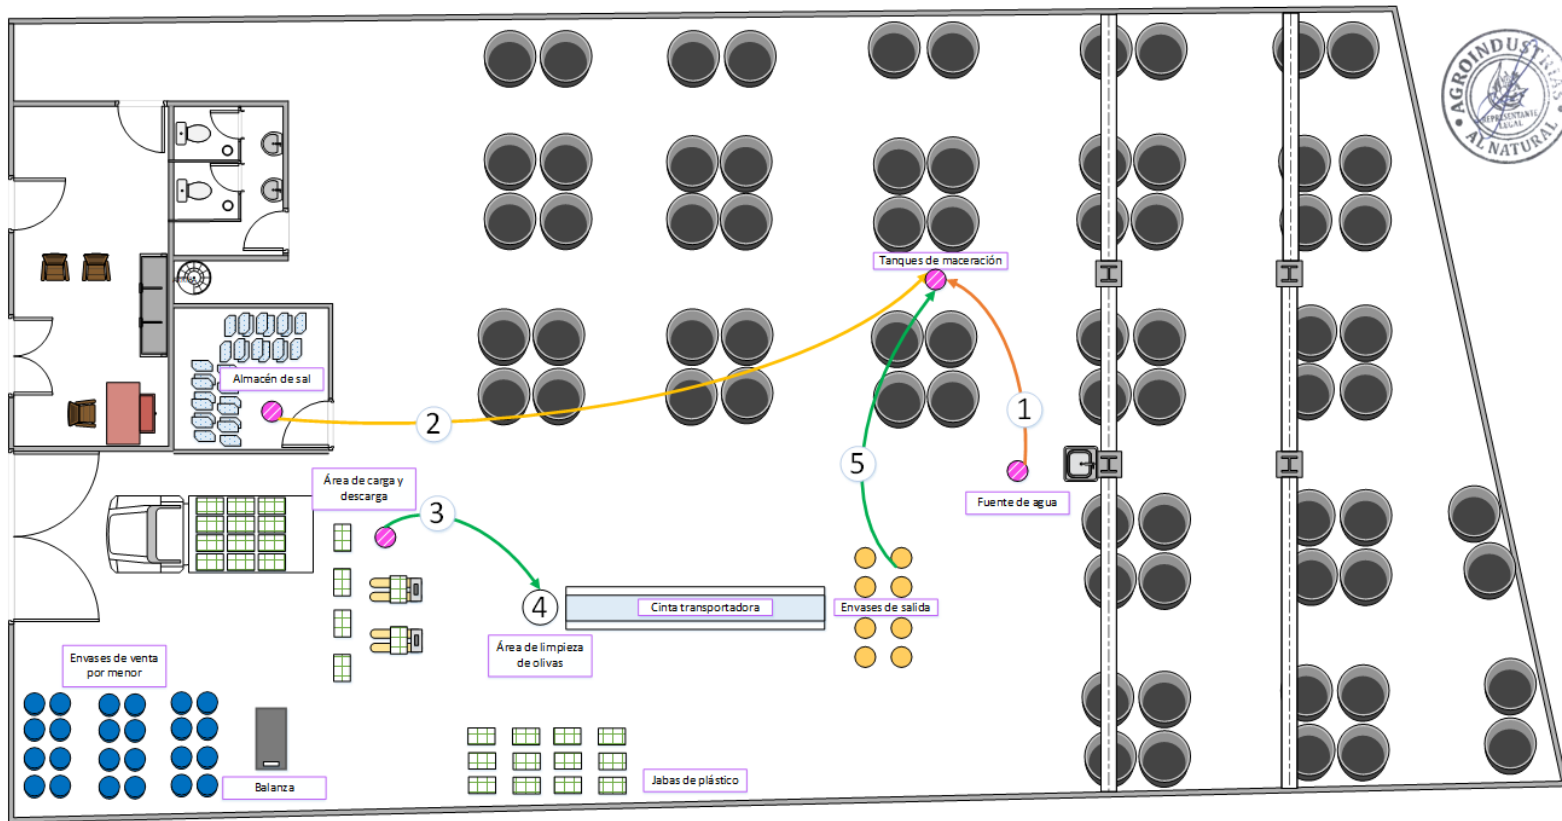 AGROINDUSTRIAS
REPRESENTANTE
LEGAL
AL NATURAL
Tanques de maceración
Almacén de sal
2
1
5
Área de carga y
descarga
3
Fuente de agua
4
Cinta transportadora
Envases de salida
Área de limpieza
de olivas
Envases de venta
por menor
Jabas de plástico
Balanza